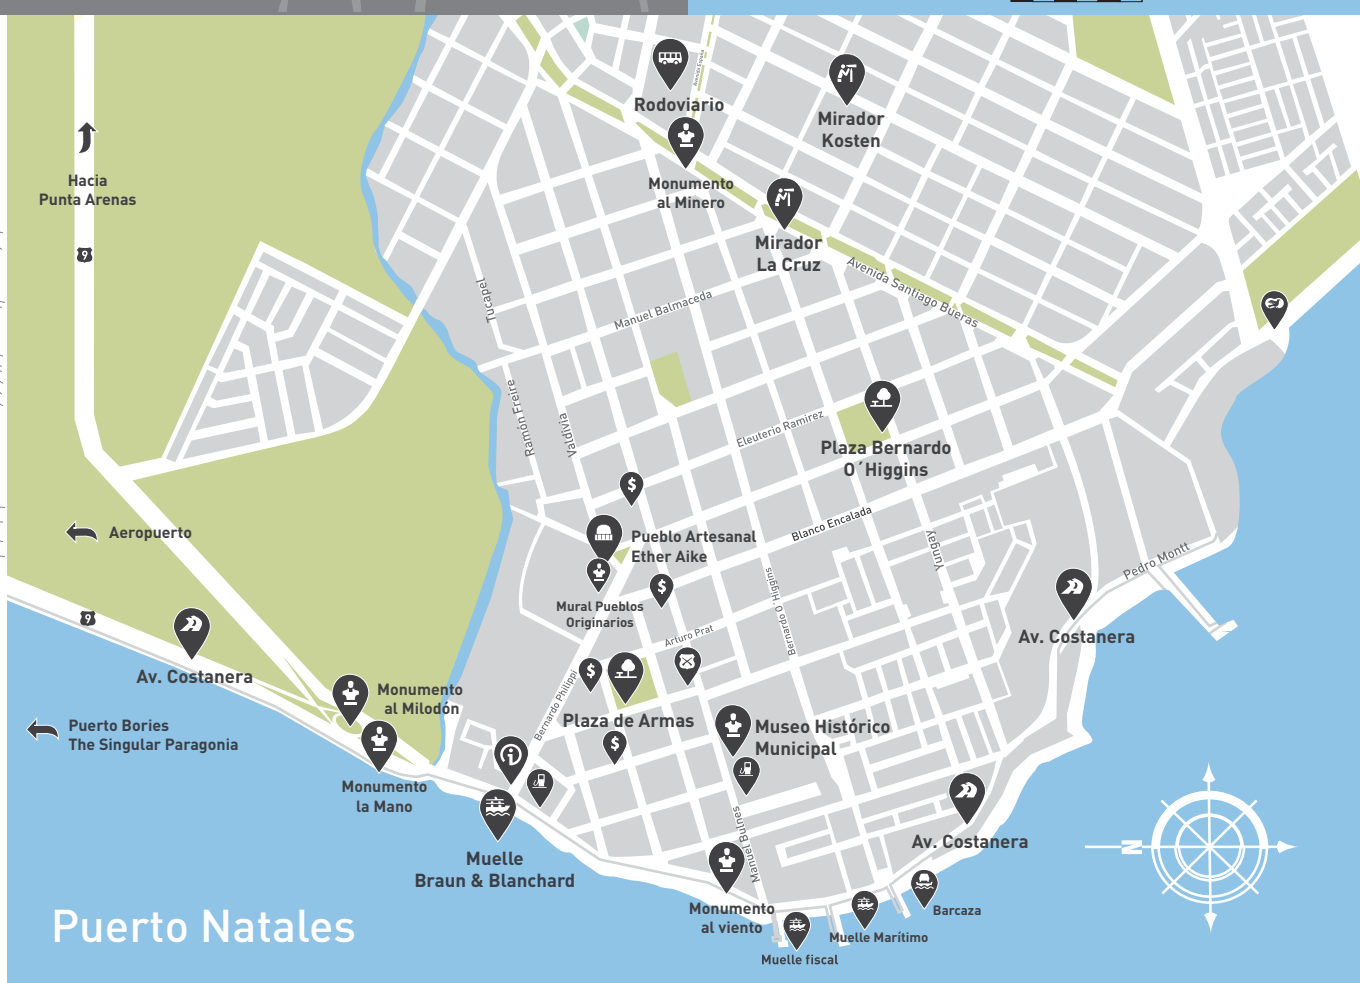 Rodoviario
Avenida España
Mirador
Kosten
Hacia
Punta Arenas
9
Monumento
al Minero
Mirador
La Cruz
Avenida Santiago Bueras
Tucapel
Manuel Balmaceda
Ramón Freire
Valdivia
Eleuterio Ramirez
Plaza Bernardo
O´Higgins
$
Blanco Encalada
Aeropuerto
Pueblo Artesanal
Ether Aike
Yungay
Pedro Montt
$
Mural Pueblos
Originarios
Bernardo O´Higgins
9
Arturo Prat
Av. Costanera
Av. Costanera
$
Bernardo Philippi
Monumento
al Milodón
Plaza de Armas
Museo Histórico
Municipal
Puerto Bories
The Singular Paragonia
$
i
Monumento
la Mano
Manuel Bulnes
Av. Costanera
N
Muelle
Braun & Blanchard
Monumento
al viento
Barcaza
Muelle Marítimo
Muelle fiscal
Puerto Natales